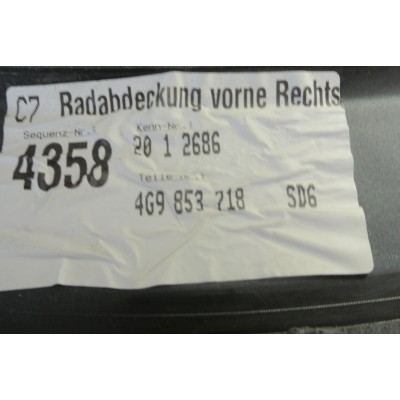 C7 Radabdeckung vorne Rechts
Sequenz-Nr.: Kenn-Nr.:
4358 20 1 2686
4G9 853 718 SD6